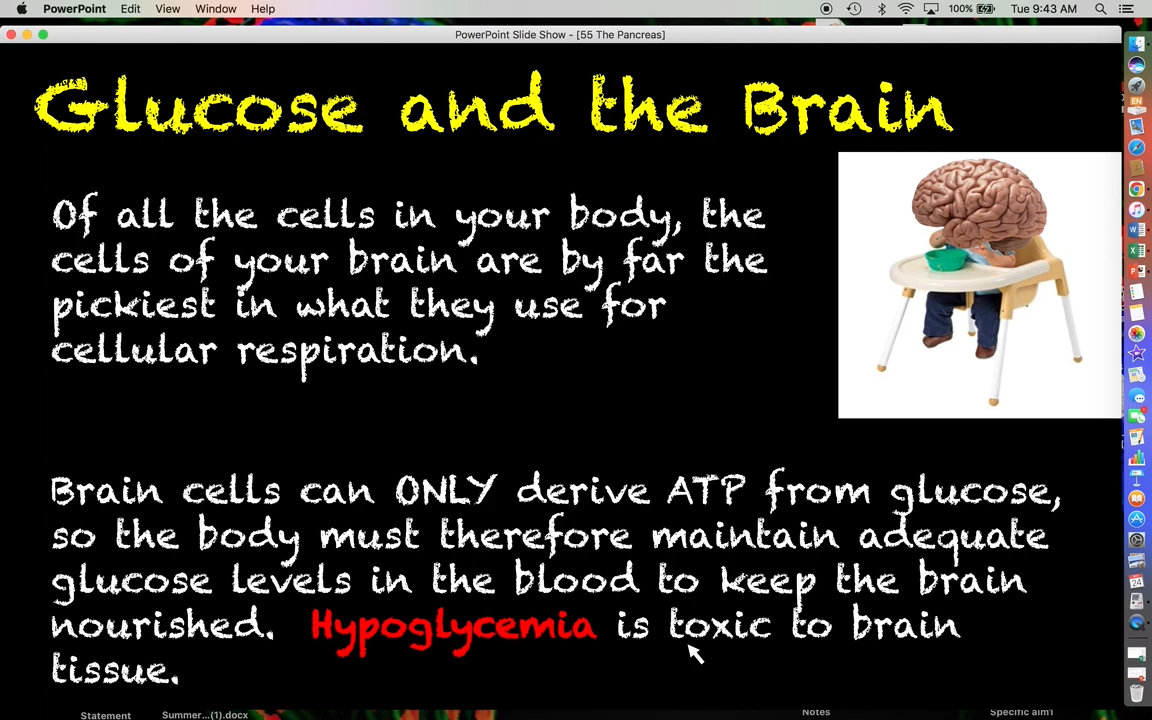 PowerPoint Edit View Window Help 100% Tue 9:43 AM
PowerPoint Slide Show - [55 The Pancreas]
Glucose and the Brain
Of all the cells in your body, the
cells of your brain are by far the
pickiest in what they use for
cellular respiration.
Brain cells can ONLY derive ATP from glucose,
so the body must therefore maintain adequate
glucose levels in the blood to keep the brain
nourished. Hypoglycemia is toxic to brain
tissue.
Statement Summer...(1).docx Notes Specific aim1